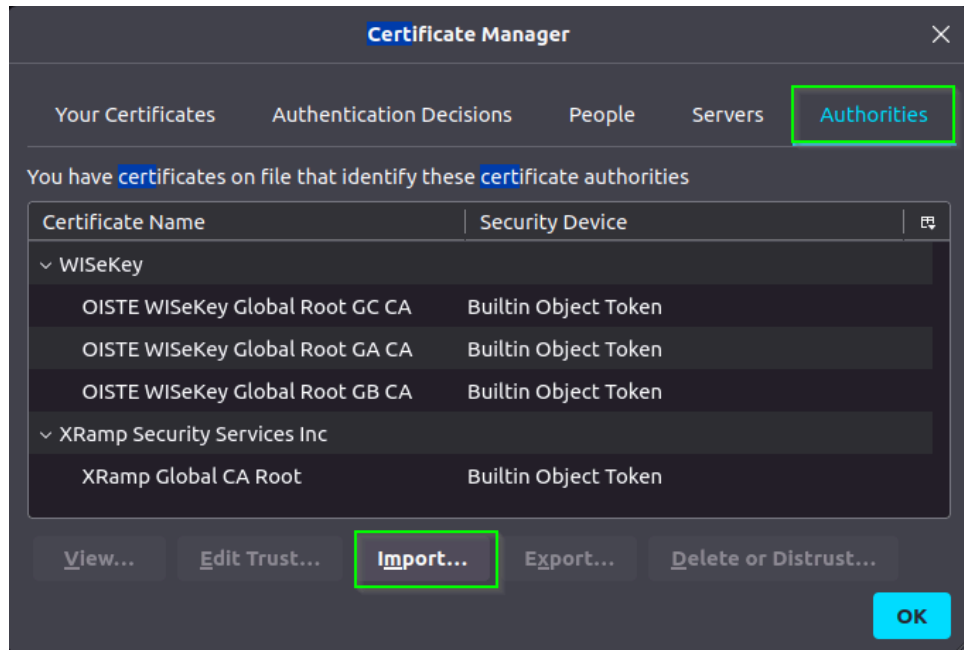 Certificate Manager
Your Certificates Authentication Decisions People Servers Authorities
You have certificates on file that identify these certificate authorities
Certificate Name Security Device
WISeKey
OISTE WISeKey Global Root GC CA Builtin Object Token
OISTE WISeKey Global Root GA CA Builtin Object Token
OISTE WISeKey Global Root GB CA Builtin Object Token
XRamp Security Services Inc
XRamp Global CA Root Builtin Object Token
View... Edit Trust... Import... Export... Delete or Distrust...
OK